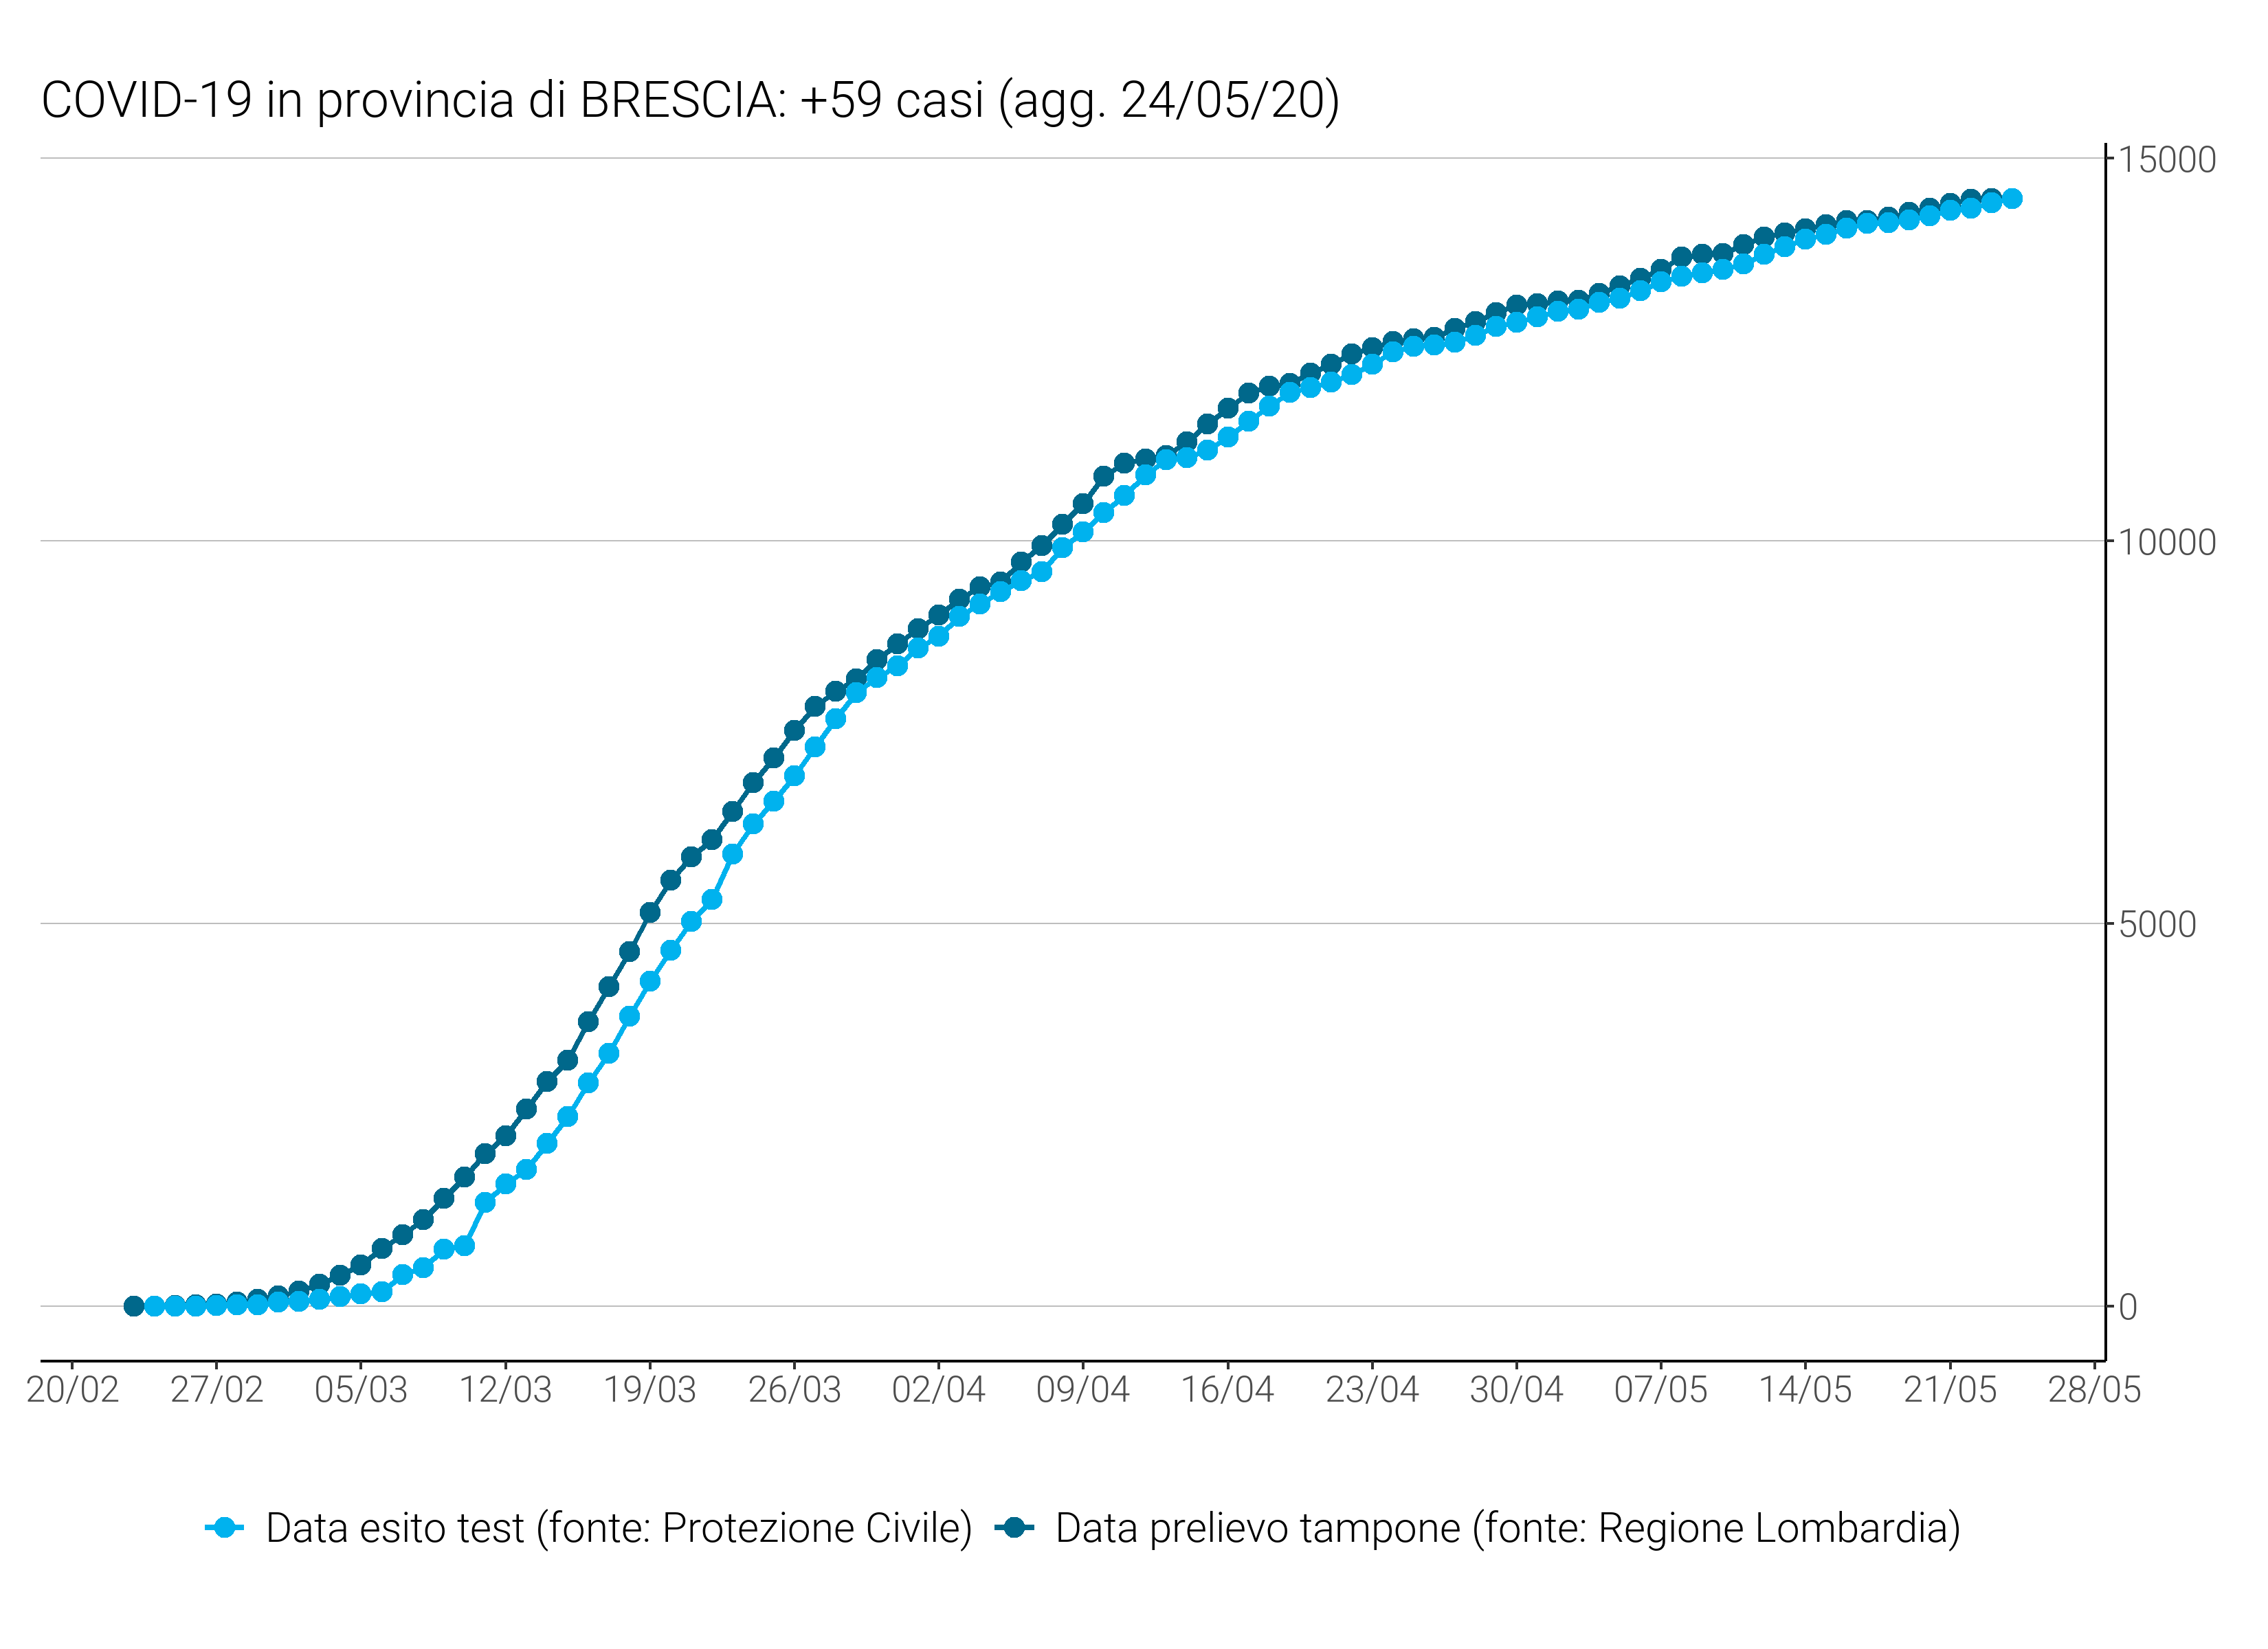 COVID-19 in provincia di BRESCIA: +59 casi (agg. 24/05/20)
15000
10000
5000
0
20/02 27/02 05/03 12/03 19/03 26/03 02/04 09/04 16/04 23/04 30/04 07/05 14/05 21/05 28/05
Data esito test (fonte: Protezione Civile) Data prelievo tampone (fonte: Regione Lombardia)